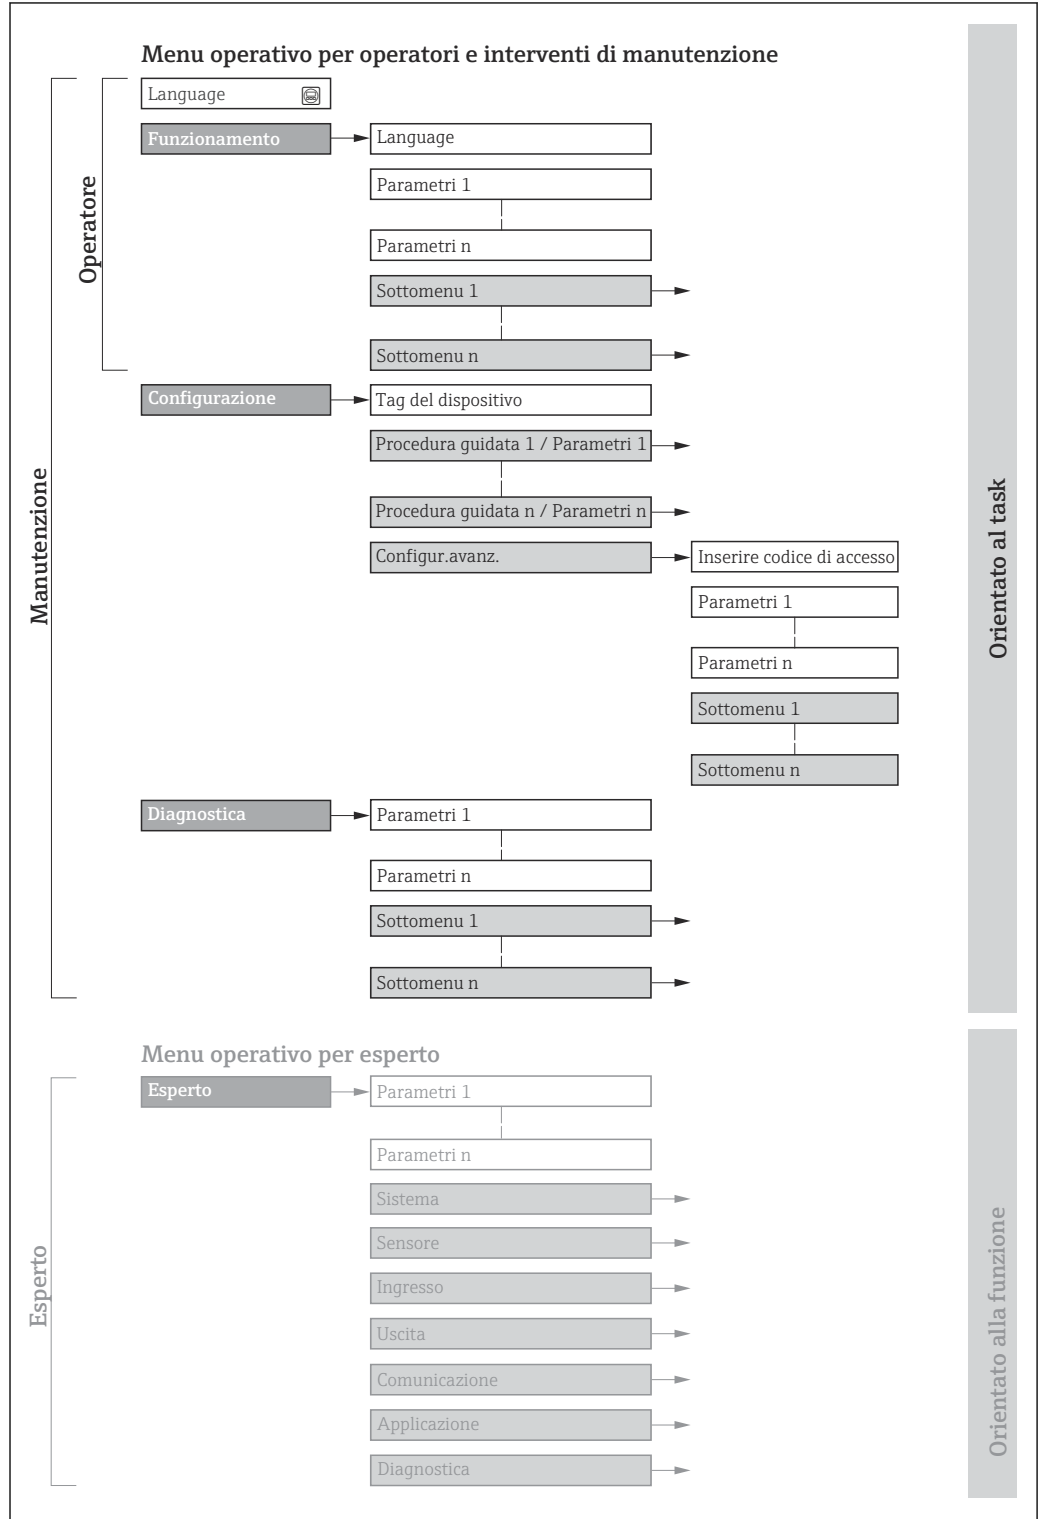 Menu operativo per operatori e interventi di manutenzione
Manutenzione
Operatore
Language
Funzionamento
Language
Parametri 1
Parametri n
Sottomenu 1
Sottomenu n
Configurazione
Tag del dispositivo
Procedura guidata 1 / Parametri 1
Procedura guidata n / Parametri n
Configur.avanz.
Inserire codice di accesso
Parametri 1
Parametri n
Sottomenu 1
Sottomenu n
Diagnostica
Parametri 1
Parametri n
Sottomenu 1
Sottomenu n
Orientato al task
Menu operativo per esperto
Esperto
Esperto
Parametri 1
Parametri n
Sistema
Sensore
Ingresso
Uscita
Comunicazione
Applicazione
Diagnostica
Orientato alla funzione